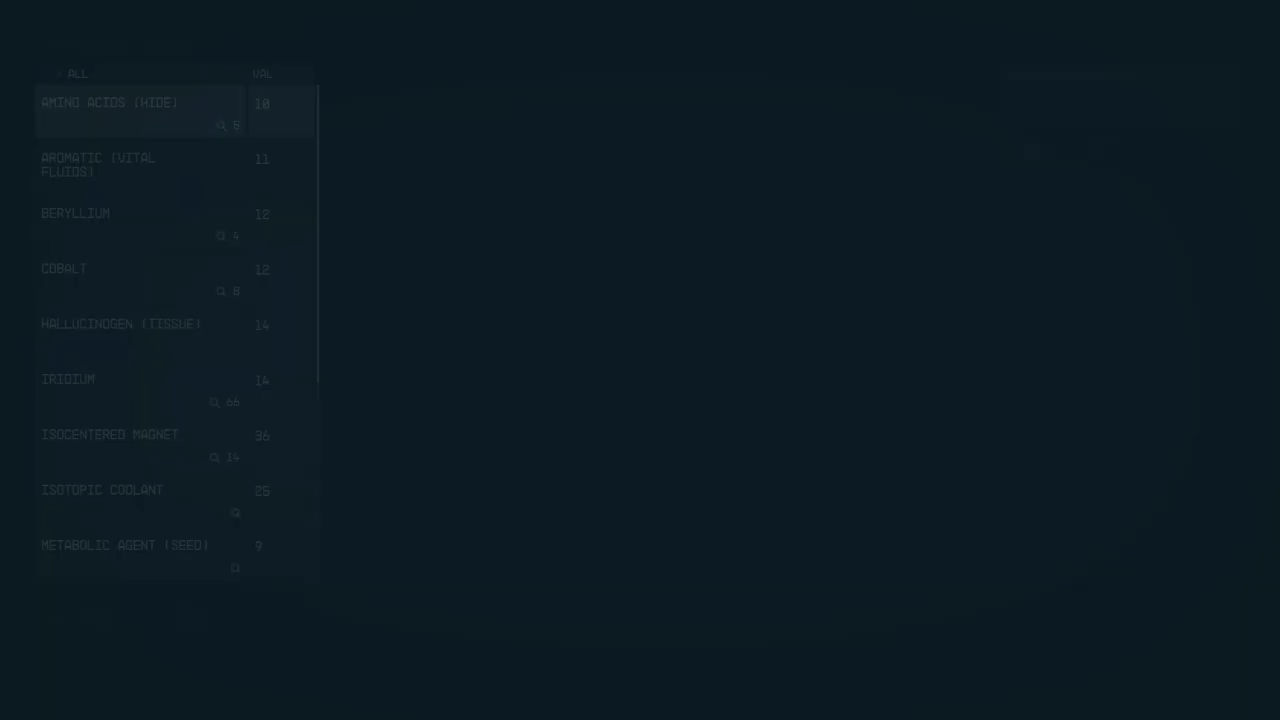 ALL VAL
AMINO ACIDS (HIDE) 10
5
AROMATIC (VITAL 11
FLUIDS)
BERYLLIUM 12
4
COBALT 12
8
HALLUCINOGEN (TISSUE) 14
IRIDIUM 14
66
ISOCENTERED MAGNET 36
14
ISOTOPIC COOLANT 25
METABOLIC AGENT (SEED) 9